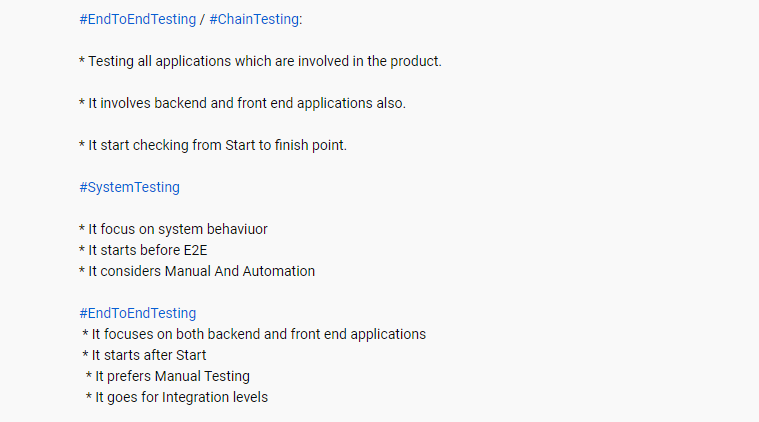 #EndToEndTesting / #ChainTesting:
* Testing all applications which are involved in the product.
* It involves backend and front end applications also.
* It start checking from Start to finish point.
#SystemTesting
* It focus on system behaviuor
* It starts before E2E
* It considers Manual And Automation
#EndToEndTesting
* It focuses on both backend and front end applications
* It starts after Start
* It prefers Manual Testing
* It goes for Integration levels